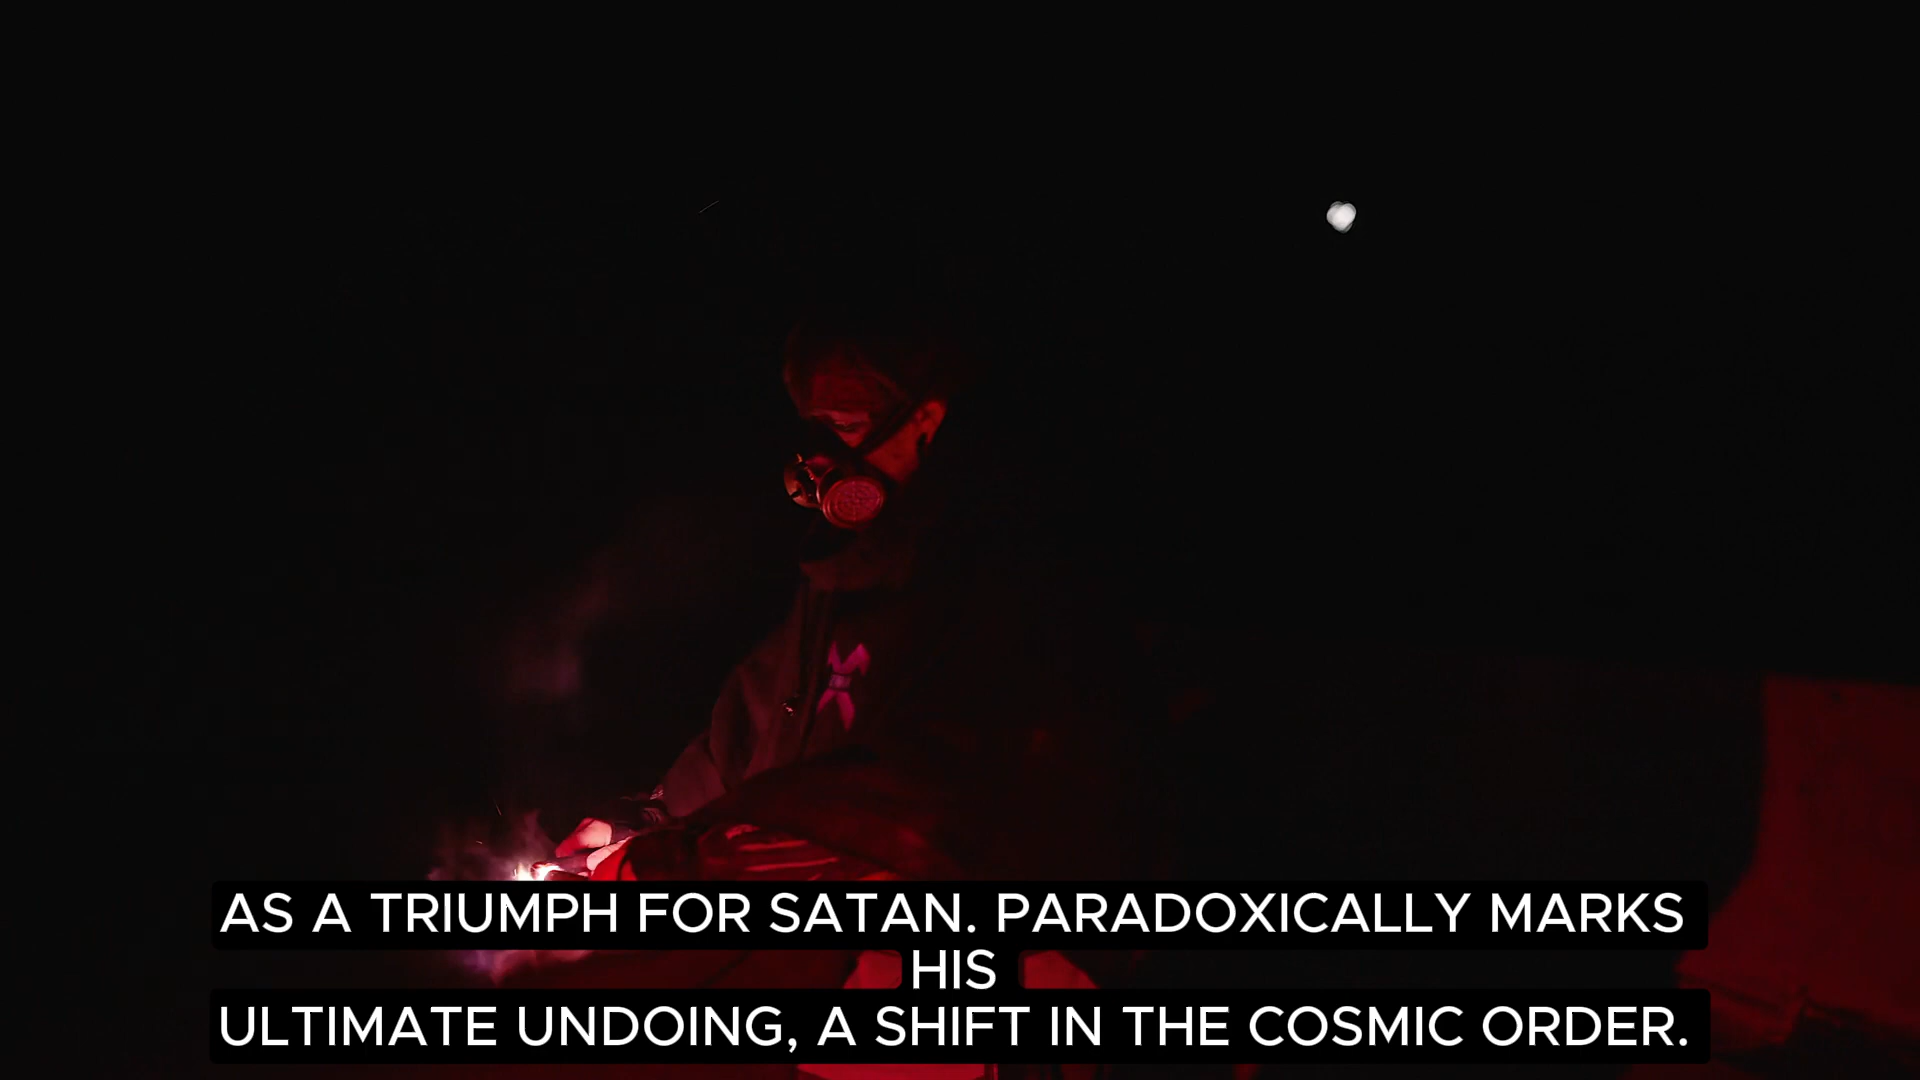 AS A TRIUMPH FOR SATAN. PARADOXICALLY MARKS
HIS
ULTIMATE UNDOING, A SHIFT IN THE COSMIC ORDER.